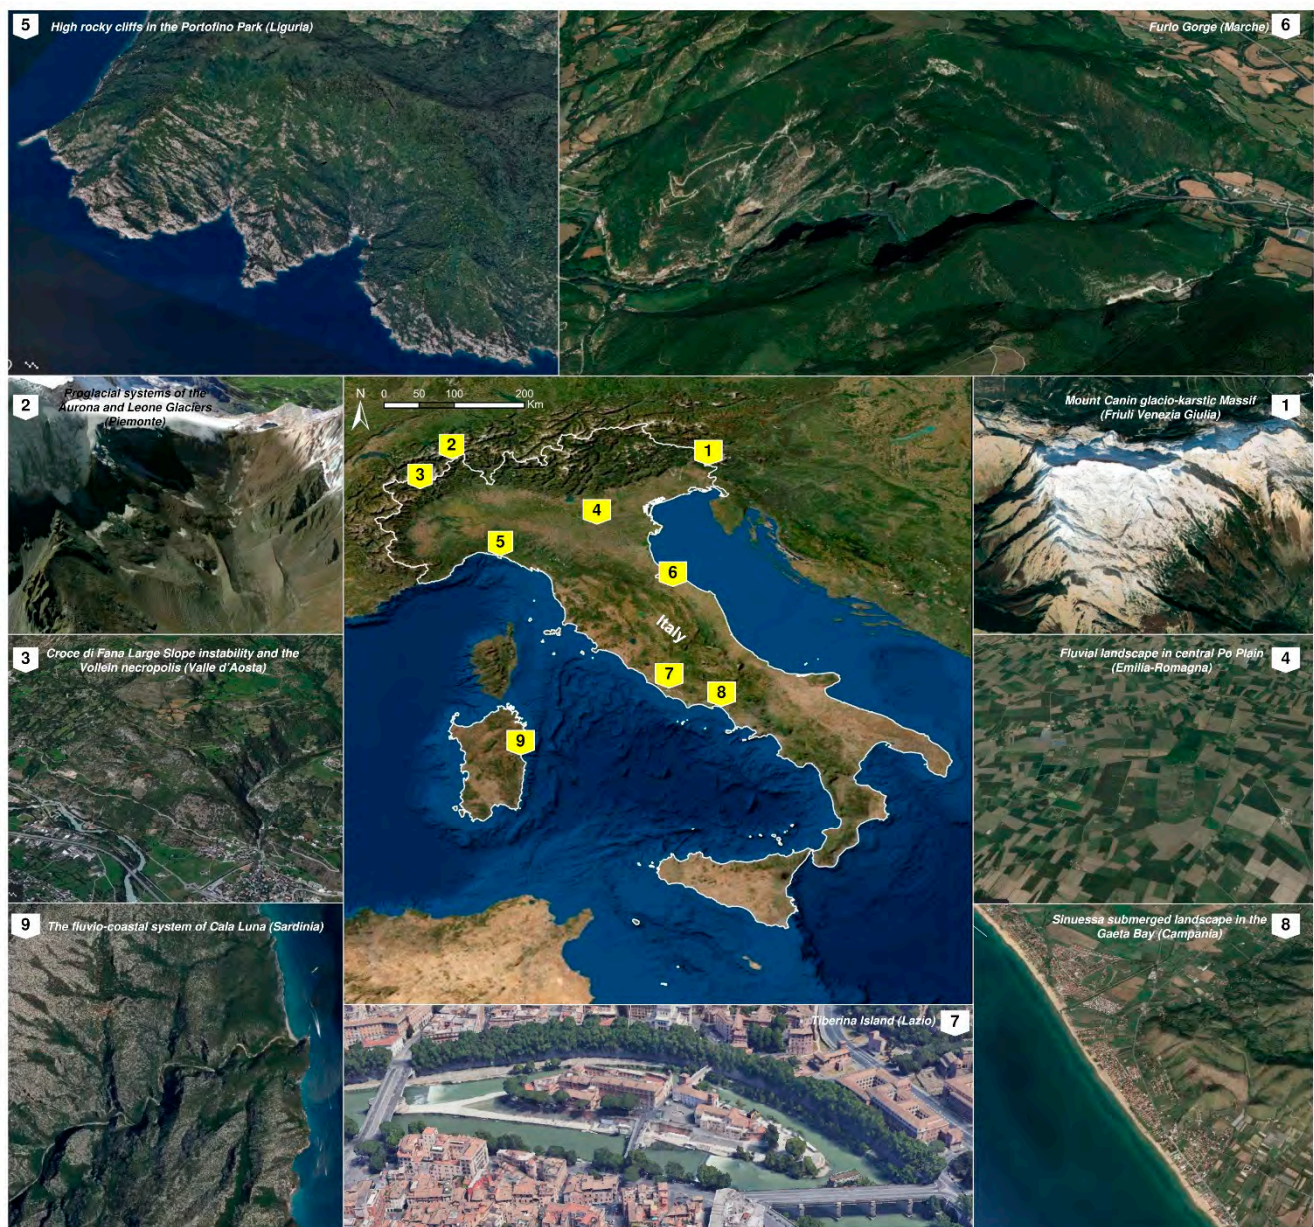 5
High rocky cliffs in the Portofino Park (Liguria)
Furlo Gorge (Marche)
6
2
Proglacial systems of the
Aurona and Leone Glaciers
(Piemonte)
N
0 50 100 200
Km
1
2
3
4
5
6
Italy
7
8
9
Mount Canin glacio-karstic Massif
(Friuli Venezia Giulia)
1
3
Croce di Fana Large Slope instability and the
Vollein necropolis (Valle d'Aosta)
Fluvial landscape in central Po Plain
(Emilia-Romagna)
4
9
The fluvio-coastal system of Cala Luna (Sardinia)
Sinuessa submerged landscape in the
Gaeta Bay (Campania)
8
Tiberina Island (Lazio)
7